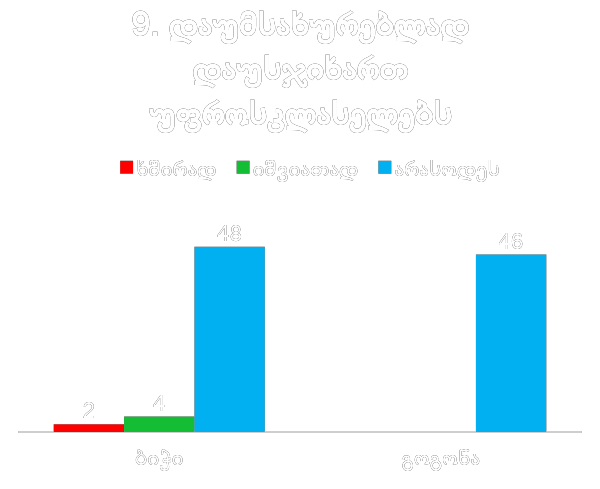 9. დაუმსახურებლად
დაუსჯიხართ
უფროსკლასელებს
ხშირად იშვიათად არასოდეს
48 46
2 4
ბიჭი გოგონა